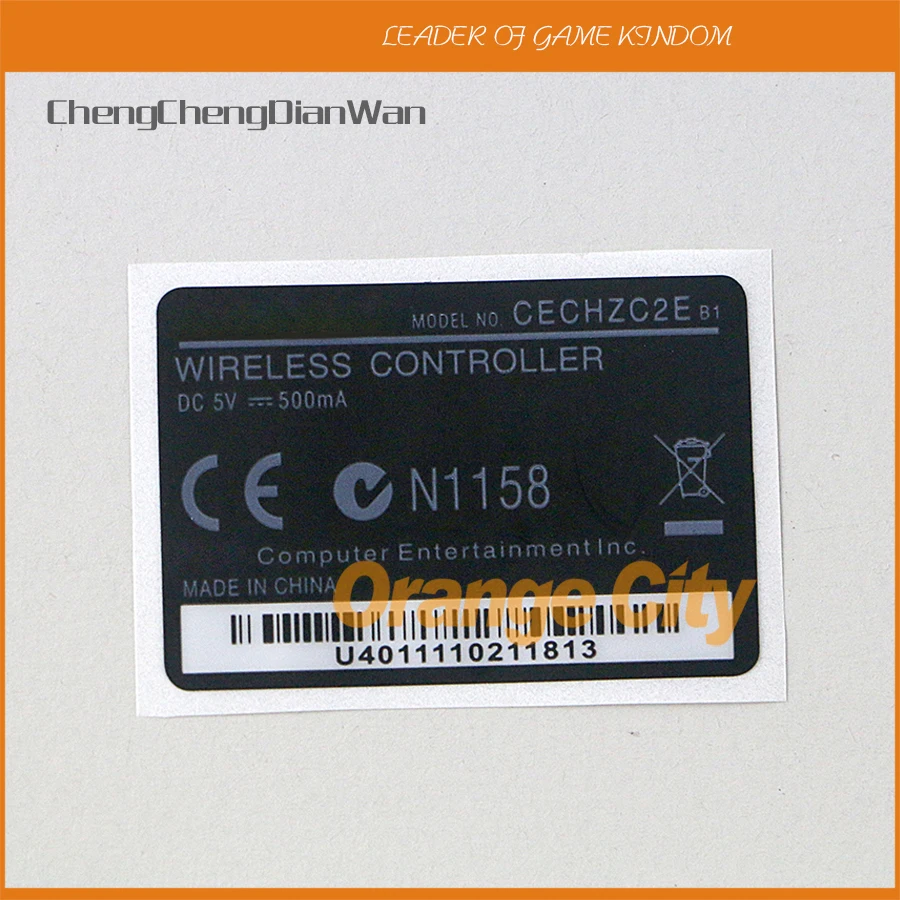 LEADER OF GAME KINDOM
ChengChengDianWan
MODEL NO. CECHZC2E B1
WIRELESS CONTROLLER
DC 5V ⎓ 500mA
CE N1158
Computer Entertainment Inc.
MADE IN CHINA
Orange City
U4011110211813